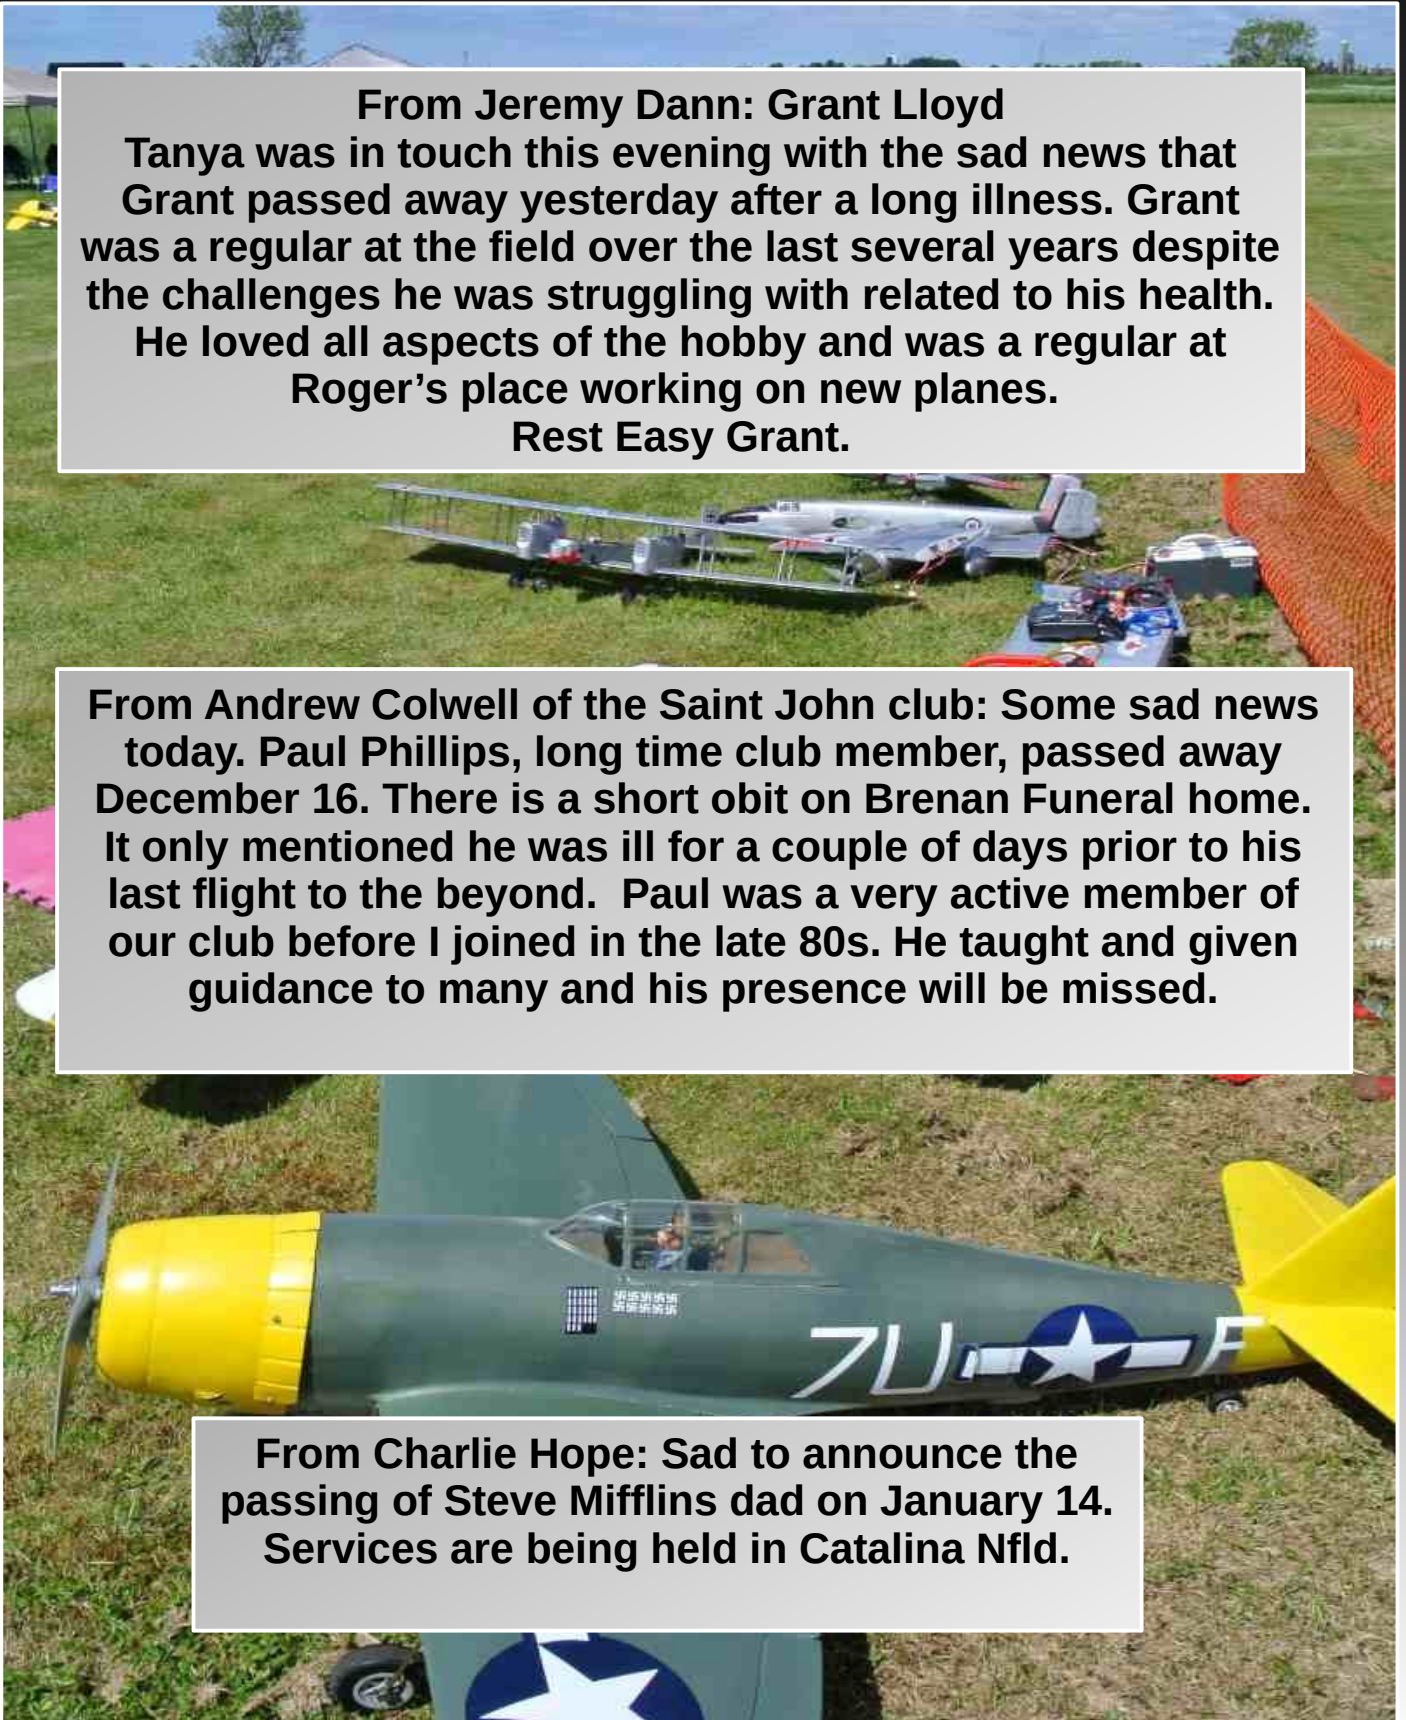 From Jeremy Dann: Grant Lloyd
Tanya was in touch this evening with the sad news that
Grant passed away yesterday after a long illness. Grant
was a regular at the field over the last several years despite
the challenges he was struggling with related to his health.
He loved all aspects of the hobby and was a regular at
Roger’s place working on new planes.
Rest Easy Grant.
From Andrew Colwell of the Saint John club: Some sad news
today. Paul Phillips, long time club member, passed away
December 16. There is a short obit on Brenan Funeral home.
It only mentioned he was ill for a couple of days prior to his
last flight to the beyond.  Paul was a very active member of
our club before I joined in the late 80s. He taught and given
guidance to many and his presence will be missed.
7U F
From Charlie Hope: Sad to announce the
passing of Steve Mifflins dad on January 14.
Services are being held in Catalina Nfld.